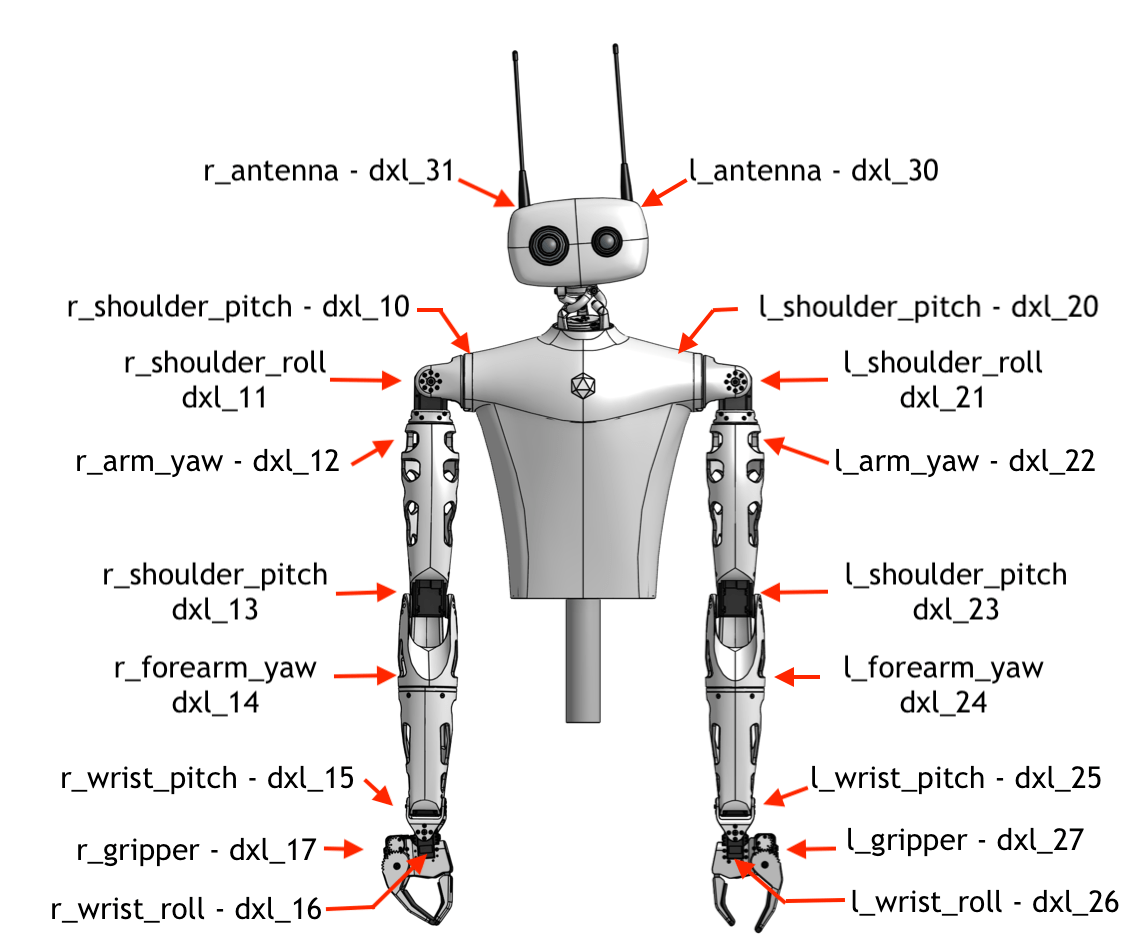 r_antenna - dxl_31
l_antenna - dxl_30
r_shoulder_pitch - dxl_10
l_shoulder_pitch - dxl_20
r_shoulder_roll
dxl_11
l_shoulder_roll
dxl_21
r_arm_yaw - dxl_12
l_arm_yaw - dxl_22
r_shoulder_pitch
dxl_13
l_shoulder_pitch
dxl_23
r_forearm_yaw
dxl_14
l_forearm_yaw
dxl_24
r_wrist_pitch - dxl_15
l_wrist_pitch - dxl_25
r_gripper - dxl_17
l_gripper - dxl_27
r_wrist_roll - dxl_16
l_wrist_roll - dxl_26